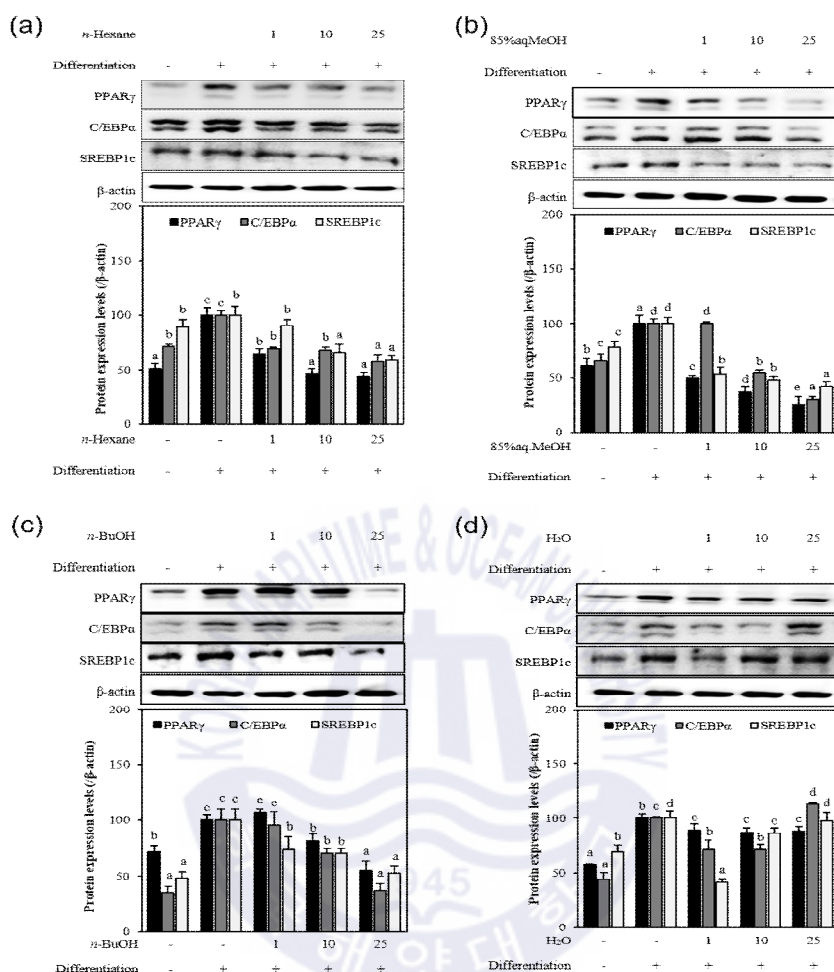 (a)
n-Hexane 1 10 25
Differentiation - + + + +
PPARγ
C/EBPα
SREBP1c
β-actin
200
150
100
50
0
Protein expression levels (/β-actin)
PPARγ C/EBPα SREBP1c
a b b c c b b b b a b a a a a
n-Hexane - - 1 10 25
Differentiation - + + + +
(b)
85%aqMeOH 1 10 25
Differentiation - + + + +
PPARγ
C/EBPα
SREBP1c
β-actin
200
150
100
50
0
Protein expression levels (/β-actin)
PPARγ C/EBPα SREBP1c
b c c a d d c d b d b b e a a
85%aq.MeOH - - 1 10 25
Differentiation - + + + +
(c)
n-BuOH 1 10 25
Differentiation - + + + +
PPARγ
C/EBPα
SREBP1c
β-actin
200
150
100
50
0
Protein expression levels (/β-actin)
PPARγ C/EBPα SREBP1c
b a a c c c c c b b b b a a a
n-BuOH - - 1 10 25
Differentiation - + + + +
(d)
H₂O 1 10 25
Differentiation - + + + +
PPARγ
C/EBPα
SREBP1c
β-actin
200
150
100
50
0
Protein expression levels (/β-actin)
PPARγ C/EBPα SREBP1c
a a b c c d c b a c b c c d d
H₂O - - 1 10 25
Differentiation - + + + +
1945